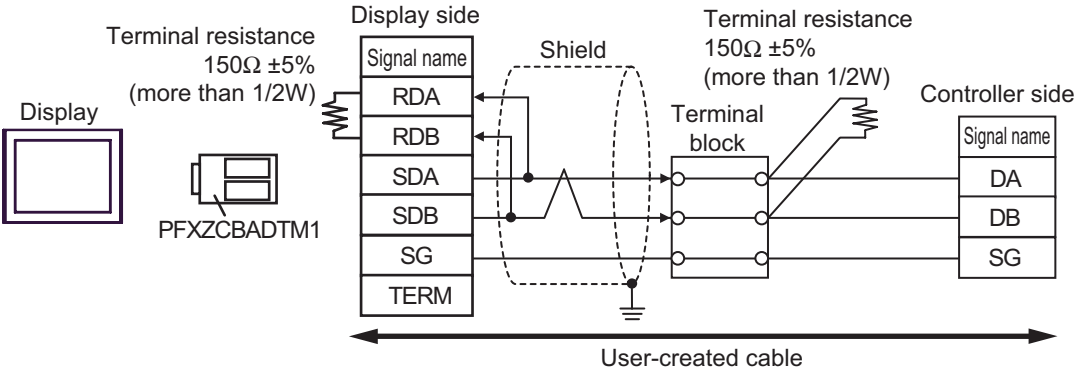 Display side
Terminal resistance
150Ω ±5%
(more than 1/2W)
Terminal resistance
150Ω ±5%
(more than 1/2W)
Shield
Display
PFXZCBADTM1
Signal name
RDA
RDB
SDA
SDB
SG
TERM
Terminal
block
Controller side
Signal name
DA
DB
SG
User-created cable